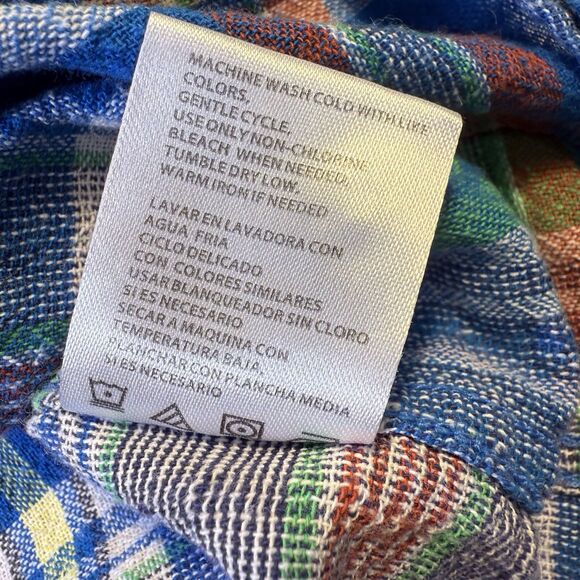 MACHINE WASH COLD WITH LIKE
COLORS.
GENTLE CYCLE.
USE ONLY NON-CHLORINE
BLEACH WHEN NEEDED.
TUMBLE DRY LOW.
WARM IRON IF NEEDED
LAVAR EN LAVADORA CON
AGUA FRIA
CICLO DELICADO
CON COLORES SIMILARES
USAR BLANQUEADOR SIN CLORO
SI ES NECESARIO
SECAR A MAQUINA CON
TEMPERATURA BAJA.
PLANCHAR CON PLANCHA MEDIA
SI ES NECESARIO